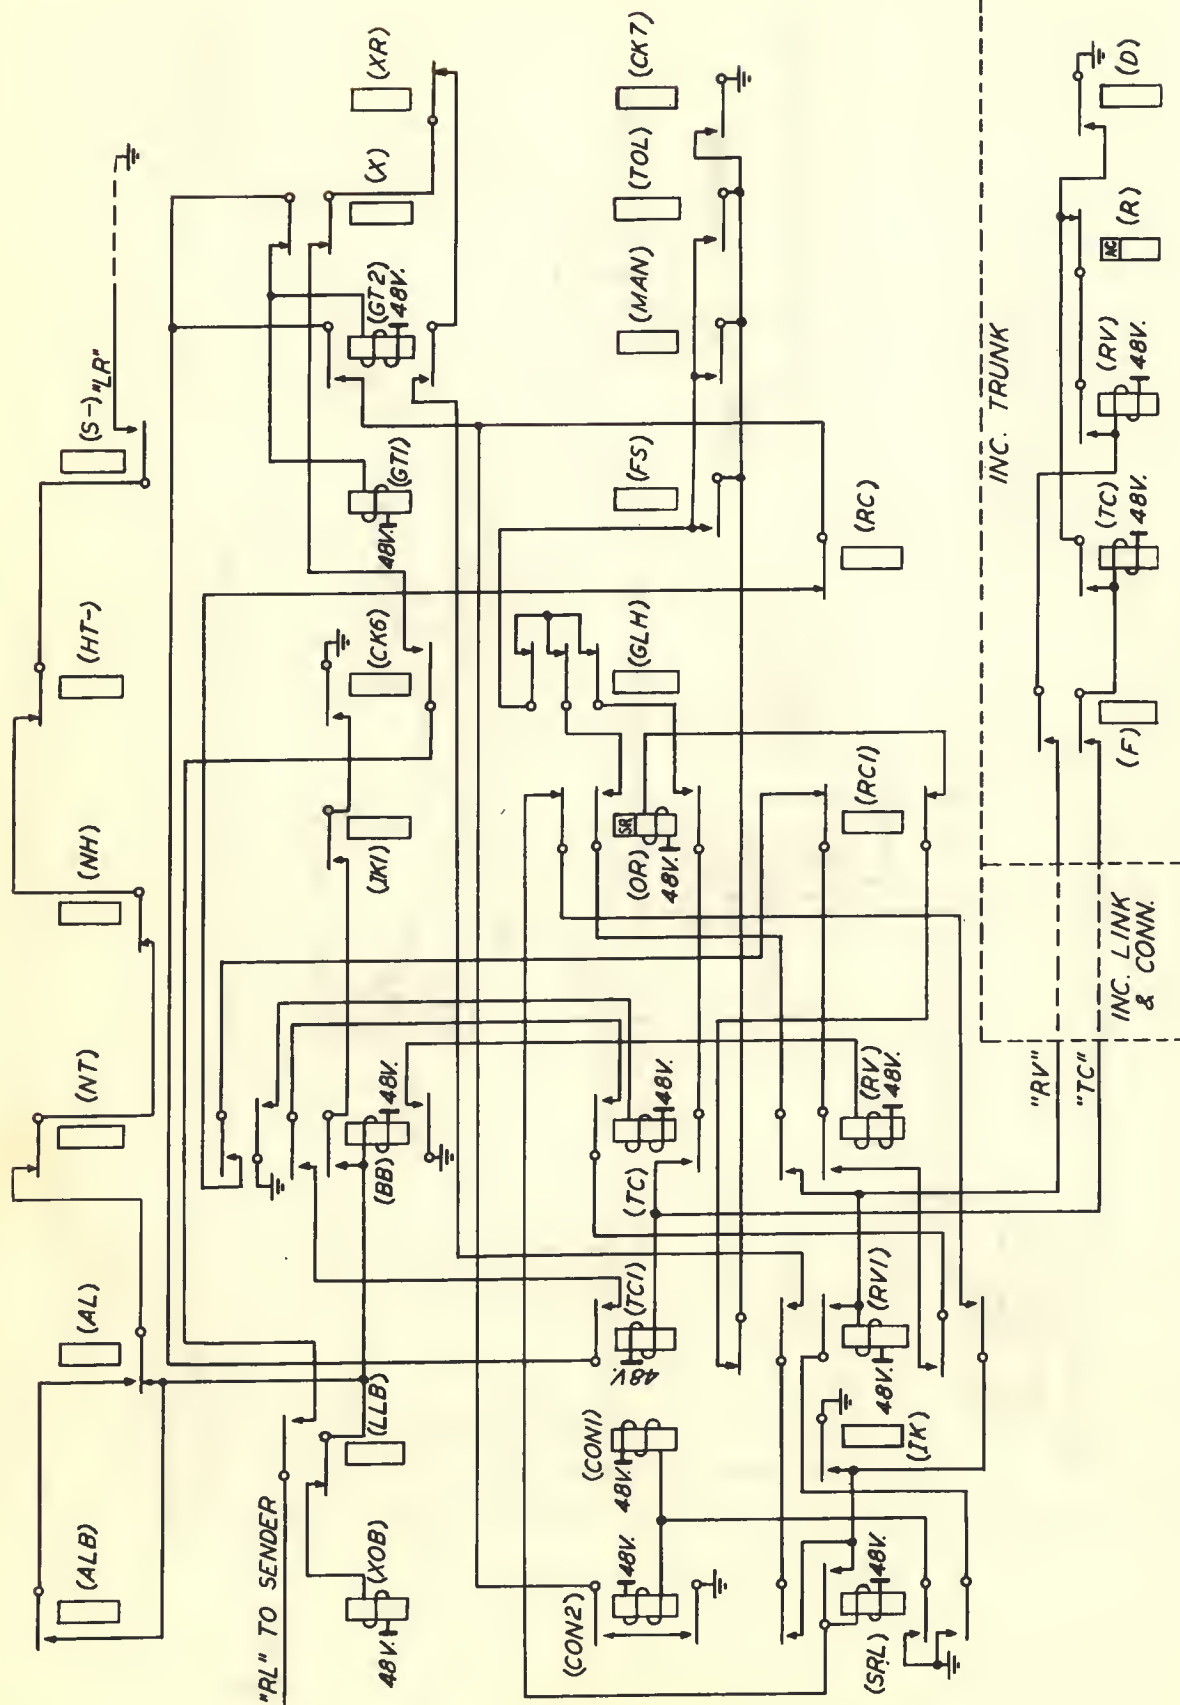 (ALB)
(AL)
(NT)
(NH)
(HT-)
(S-) "LR"
"RL" TO SENDER
(XOB)
48V.
(LLB)
(BB)
48V.
(IK1)
(CK6)
(GT1)
48V.
(GT2)
48V.
(X)
(XR)
(CON2)
48V.
(CON1)
48V.
(TC1)
48V.
(TC)
48V.
(OR)
SR
48V.
(GLH)
(FS)
(MAN)
(TOL)
(CK7)
(SRL)
48V.
(IK)
(RV1)
48V.
(RV)
48V.
(RC1)
(RC)
"RV"
"TC"
INC. LINK
& CONN.
INC. TRUNK
(F)
(TC)
48V.
(RV)
48V.
AC
(R)
(D)